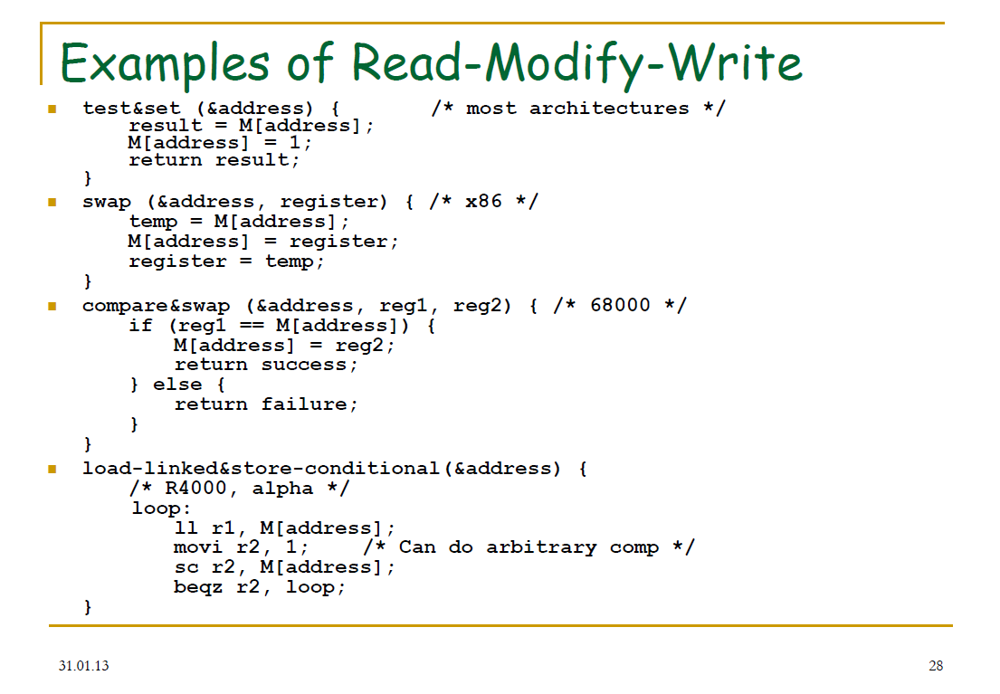 Examples of Read-Modify-Write
test&set (&address) { /* most architectures */
result = M[address];
M[address] = 1;
return result;
}
swap (&address, register) { /* x86 */
temp = M[address];
M[address] = register;
register = temp;
}
compare&swap (&address, reg1, reg2) { /* 68000 */
if (reg1 == M[address]) {
M[address] = reg2;
return success;
} else {
return failure;
}
}
load-linked&store-conditional(&address) {
/* R4000, alpha */
loop:
ll r1, M[address];
movi r2, 1; /* Can do arbitrary comp */
sc r2, M[address];
beqz r2, loop;
}
31.01.13
28